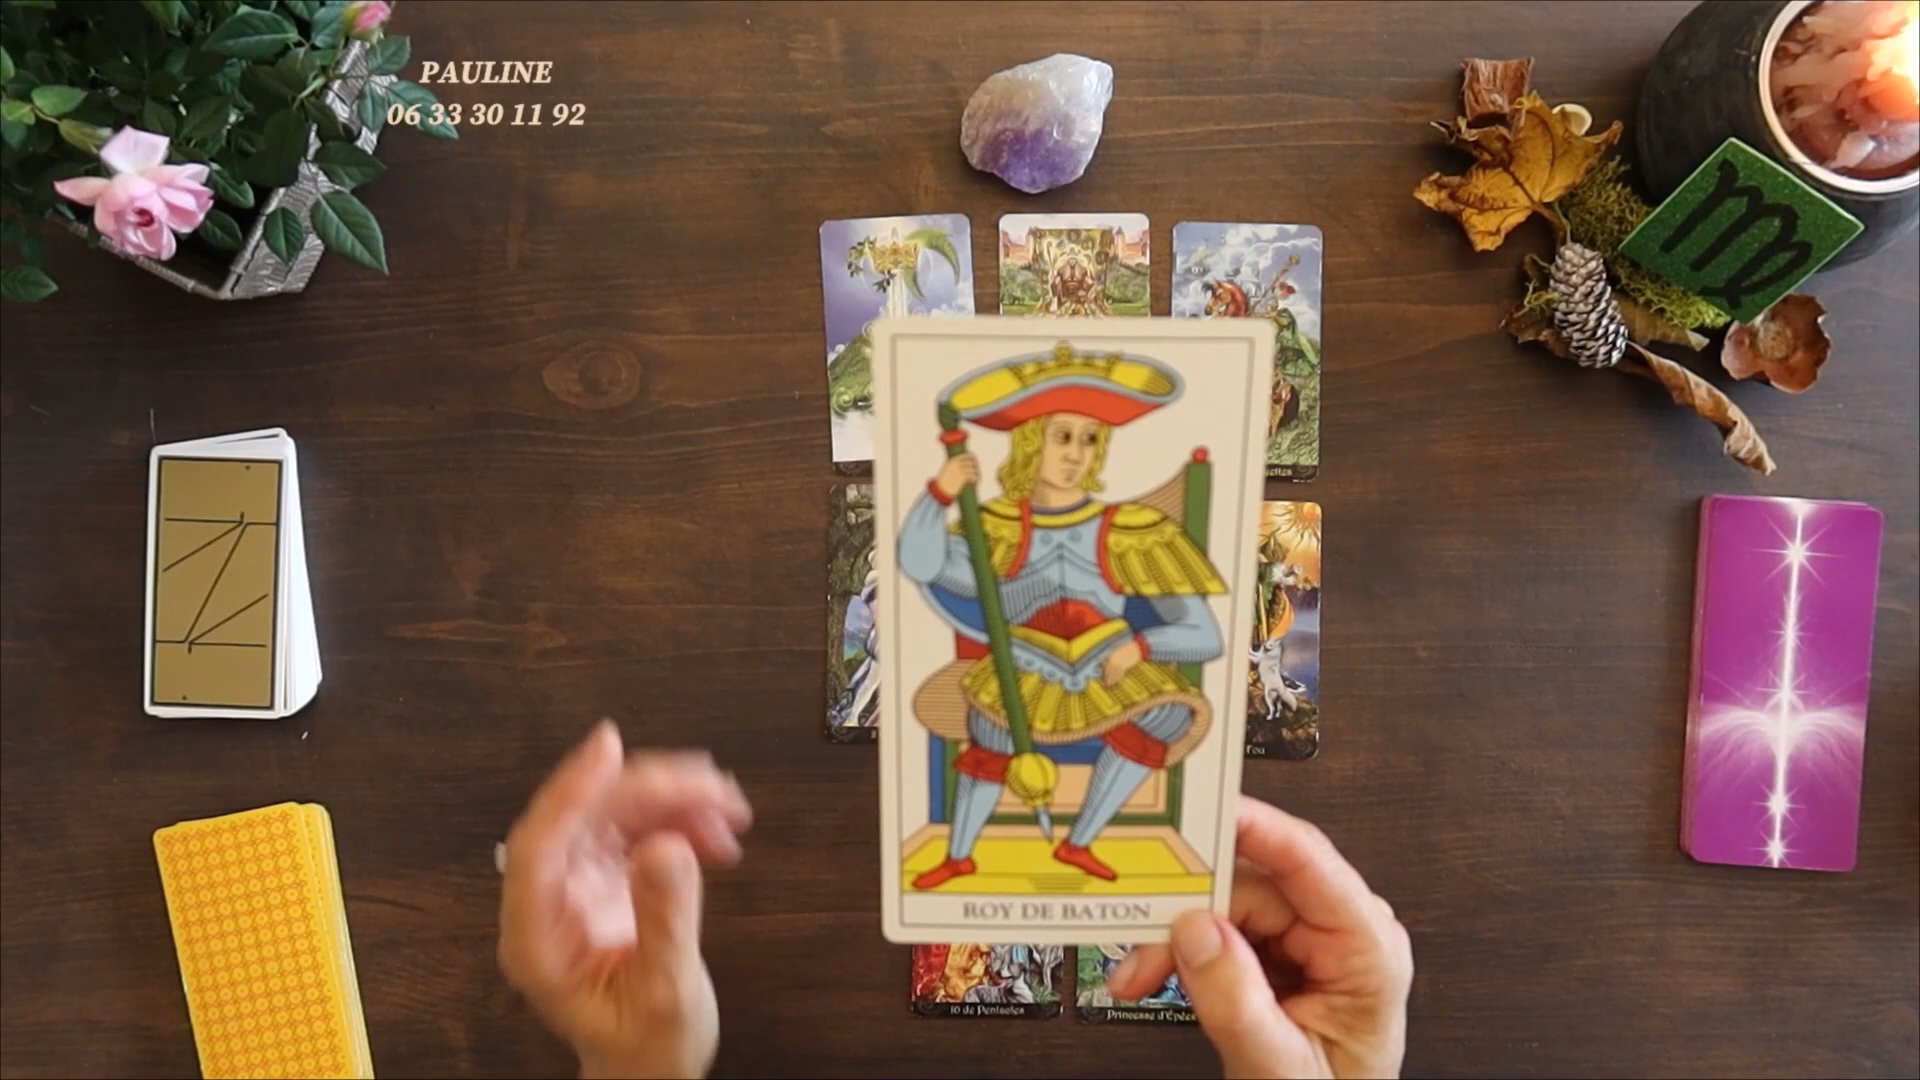 PAULINE
06 33 30 11 92
ROY DE BATON
10 de Pentacles
Princesse d'Épées